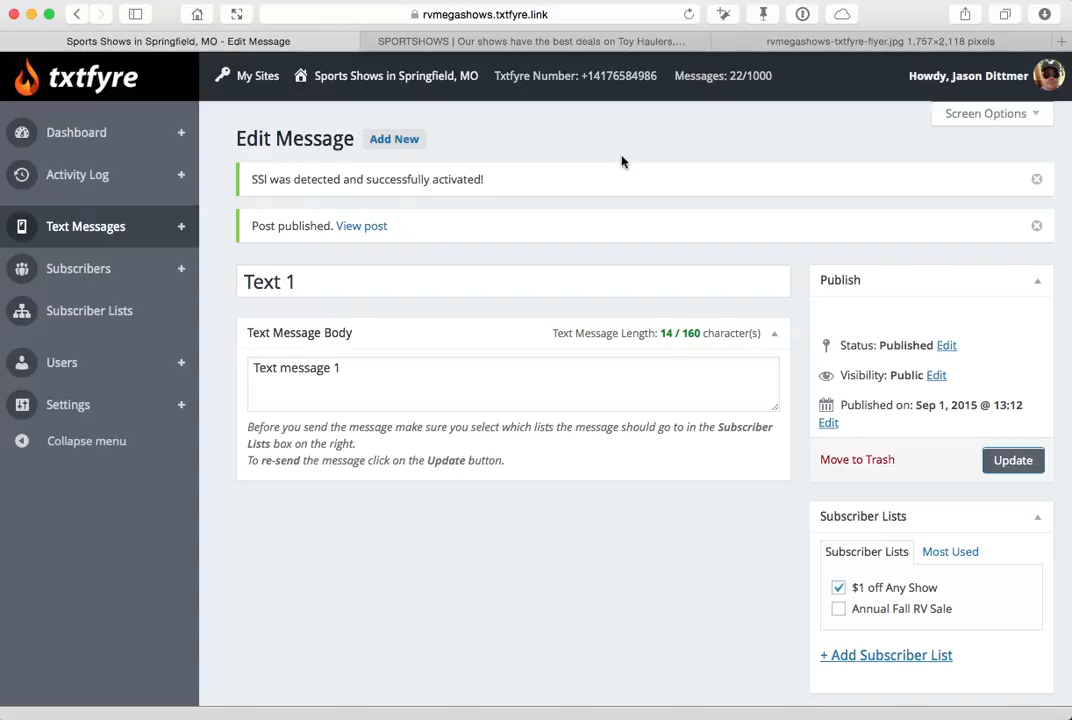 rvmegashows.txtfyre.link
Sports Shows in Springfield, MO - Edit Message
SPORTSHOWS | Our shows have the best deals on Toy Haulers,...
rvmegashows-txtfyre-flyer.jpg 1,757×2,118 pixels
txtfyre
My Sites
Sports Shows in Springfield, MO
Txtfyre Number: +14176584986
Messages: 22/1000
Howdy, Jason Dittmer
Screen Options
Dashboard
Activity Log
Text Messages
Subscribers
Subscriber Lists
Users
Settings
Collapse menu
Edit Message
Add New
SSl was detected and successfully activated!
Post published. View post
Text 1
Text Message Body
Text Message Length: 14 / 160 character(s)
Text message 1
Before you send the message make sure you select which lists the message should go to in the Subscriber
Lists box on the right.
To re-send the message click on the Update button.
Publish
Status: Published Edit
Visibility: Public Edit
Published on: Sep 1, 2015 @ 13:12
Edit
Move to Trash
Update
Subscriber Lists
Subscriber Lists
Most Used
$1 off Any Show
Annual Fall RV Sale
+ Add Subscriber List